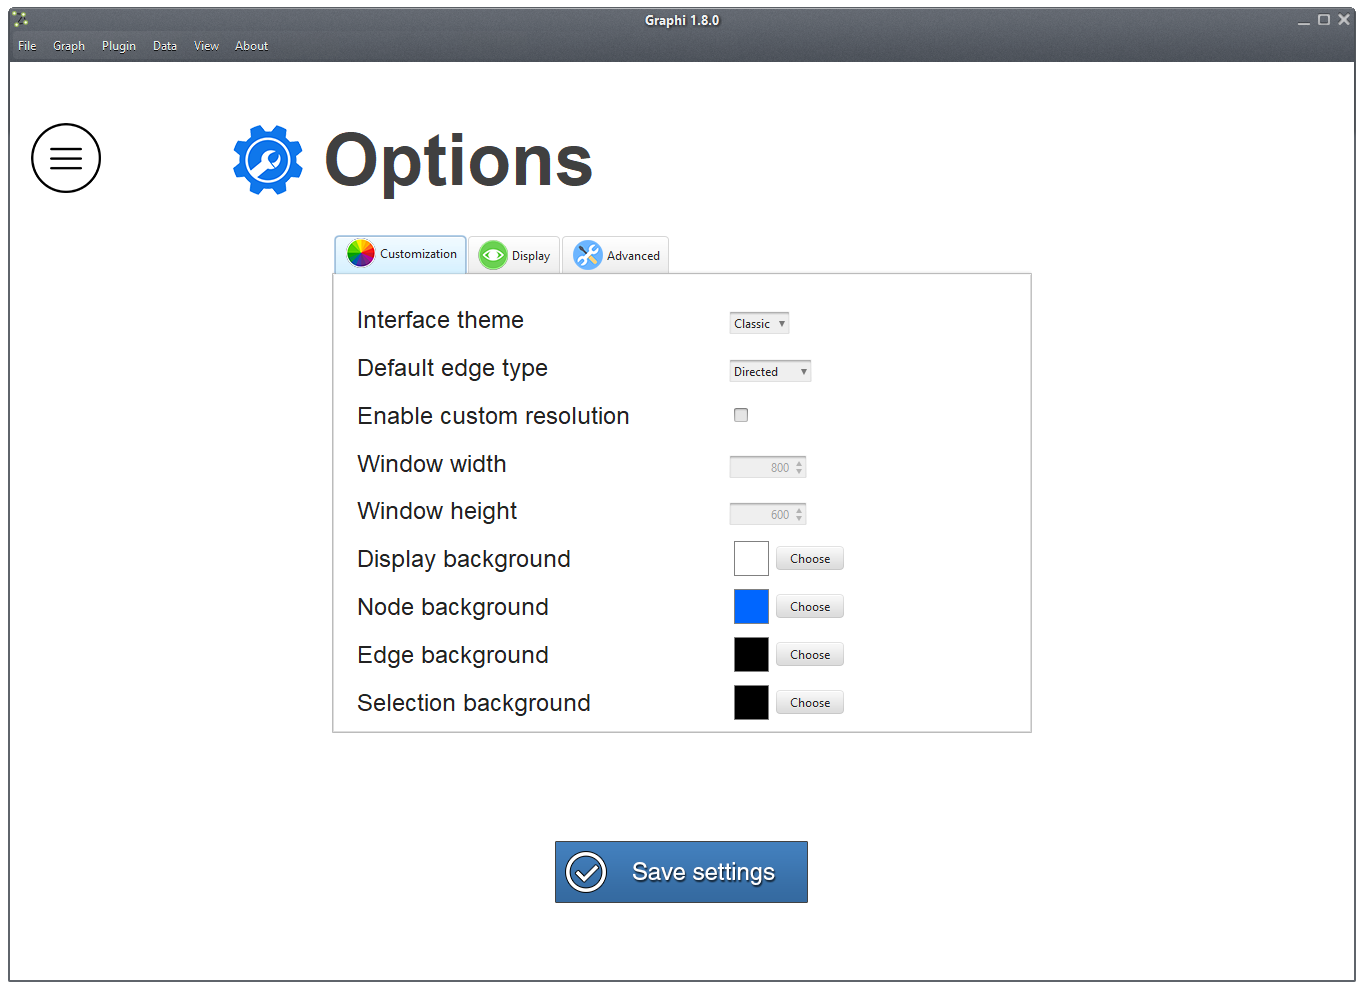 Graphi 1.8.0
File Graph Plugin Data View About
Options
Customization Display Advanced
Interface theme Classic
Default edge type Directed
Enable custom resolution
Window width 800
Window height 600
Display background Choose
Node background Choose
Edge background Choose
Selection background Choose
Save settings